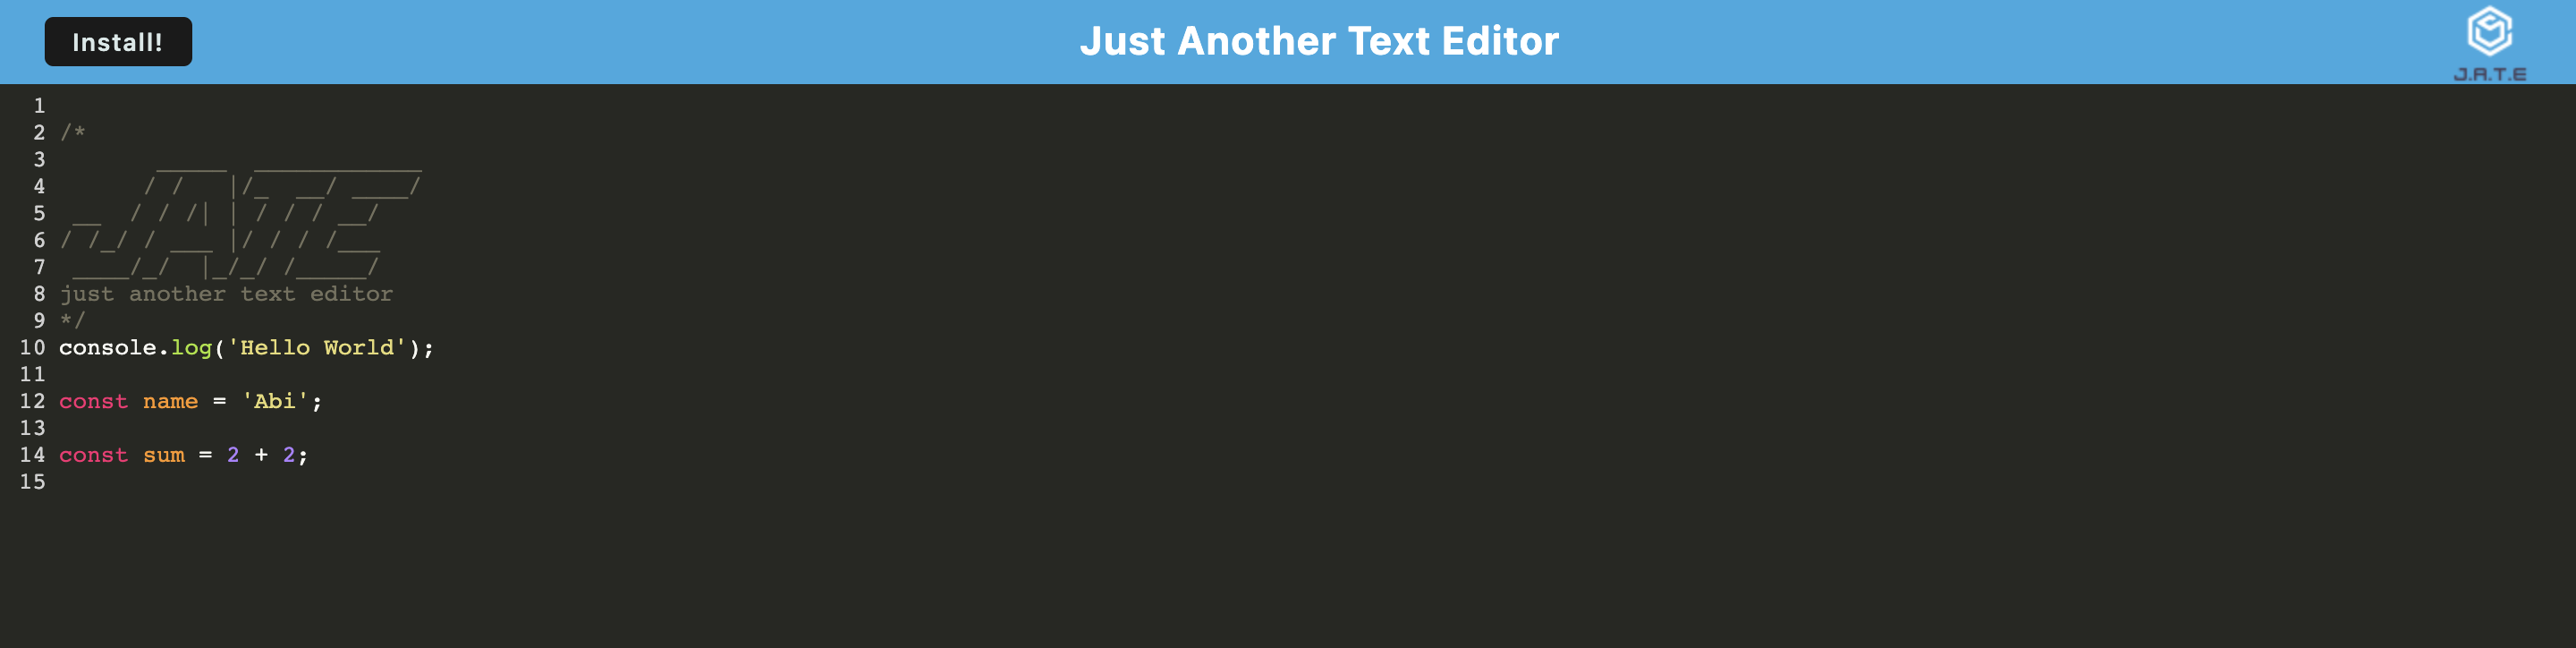 Install!
Just Another Text Editor
J.A.T.E
1
2 /*
3        _____  ____________
4       / /   |/_  __/ ____/
5  __  / / /| | / / / __/
6 / /_/ / ___ |/ / / /___
7  ____/_/  |_/_/ /_____/
8 just another text editor
9 */
10 console.log('Hello World');
11
12 const name = 'Abi';
13
14 const sum = 2 + 2;
15